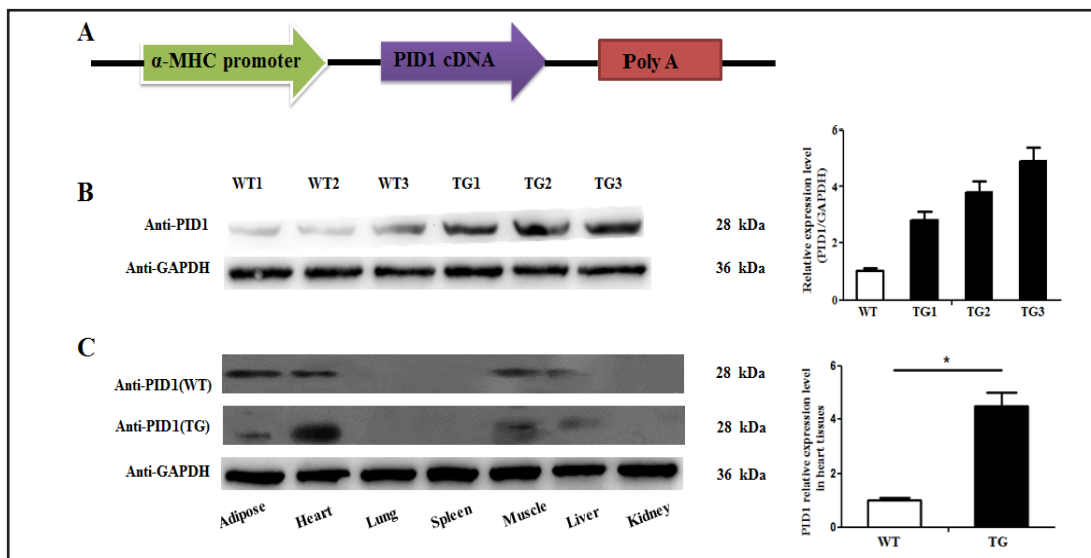 A
α-MHC promoter PID1 cDNA Poly A
B
WT1 WT2 WT3 TG1 TG2 TG3
Anti-PID1 28 kDa
Anti-GAPDH 36 kDa
Relative expression level
(PID1/GAPDH)
6
4
2
0
WT TG1 TG2 TG3
C
Anti-PID1(WT) 28 kDa
Anti-PID1(TG) 28 kDa
Anti-GAPDH 36 kDa
Adipose Heart Lung Spleen Muscle Liver Kidney
PID1 relative expression level
in heart tissues
6
4
2
0
*
WT TG